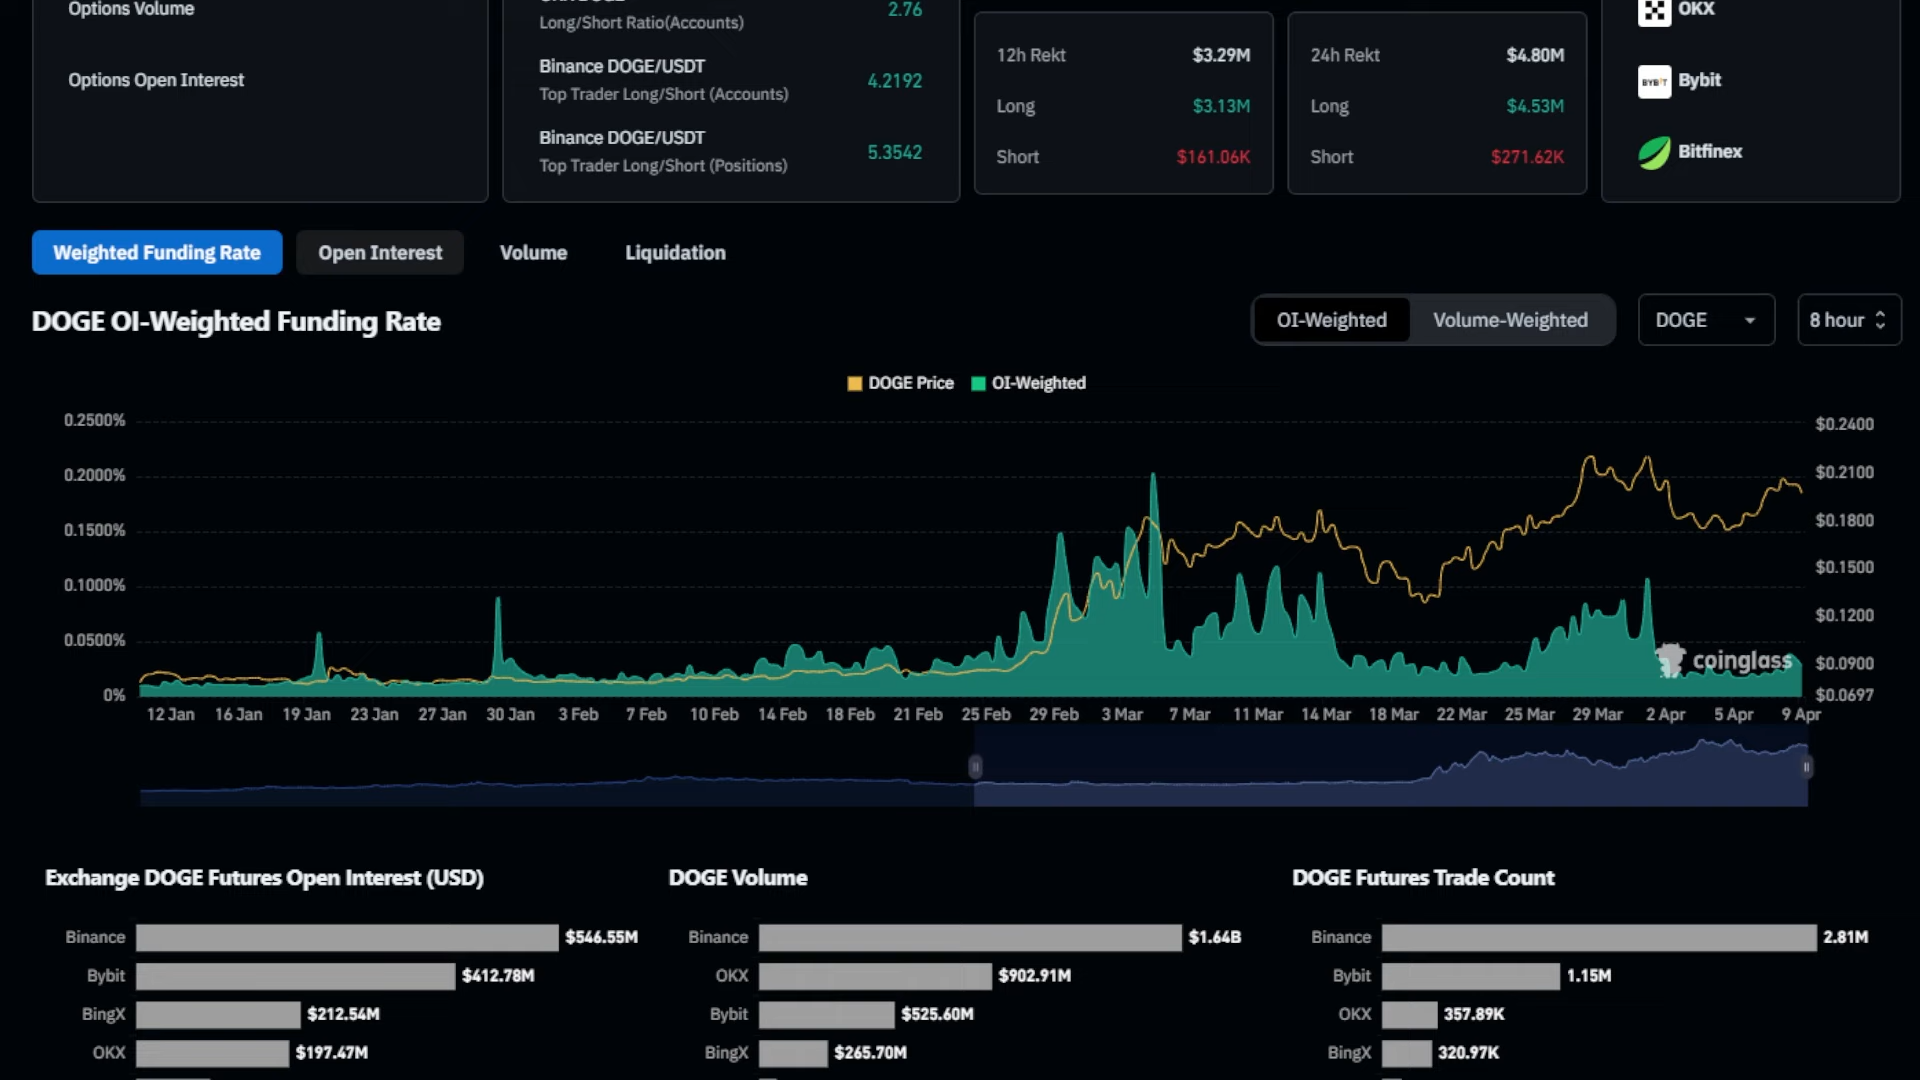 Options Volume
Options Open Interest
Long/Short Ratio(Accounts)
2.76
Binance DOGE/USDT
Top Trader Long/Short (Accounts)
4.2192
Binance DOGE/USDT
Top Trader Long/Short (Positions)
5.3542
12h Rekt $3.29M
Long $3.13M
Short $161.06K
24h Rekt $4.80M
Long $4.53M
Short $271.62K
OKX
BYBIT Bybit
Bitfinex
Weighted Funding Rate Open Interest Volume Liquidation
DOGE OI-Weighted Funding Rate
OI-Weighted Volume-Weighted DOGE 8 hour
DOGE Price OI-Weighted
0.2500%
0.2000%
0.1500%
0.1000%
0.0500%
0%
$0.2400
$0.2100
$0.1800
$0.1500
$0.1200
$0.0900
$0.0697
coinglass
12 Jan 16 Jan 19 Jan 23 Jan 27 Jan 30 Jan 3 Feb 7 Feb 10 Feb 14 Feb 18 Feb 21 Feb 25 Feb 29 Feb 3 Mar 7 Mar 11 Mar 14 Mar 18 Mar 22 Mar 25 Mar 29 Mar 2 Apr 5 Apr 9 Apr
Exchange DOGE Futures Open Interest (USD)
Binance $546.55M
Bybit $412.78M
BingX $212.54M
OKX $197.47M
DOGE Volume
Binance $1.64B
OKX $902.91M
Bybit $525.60M
BingX $265.70M
DOGE Futures Trade Count
Binance 2.81M
Bybit 1.15M
OKX 357.89K
BingX 320.97K